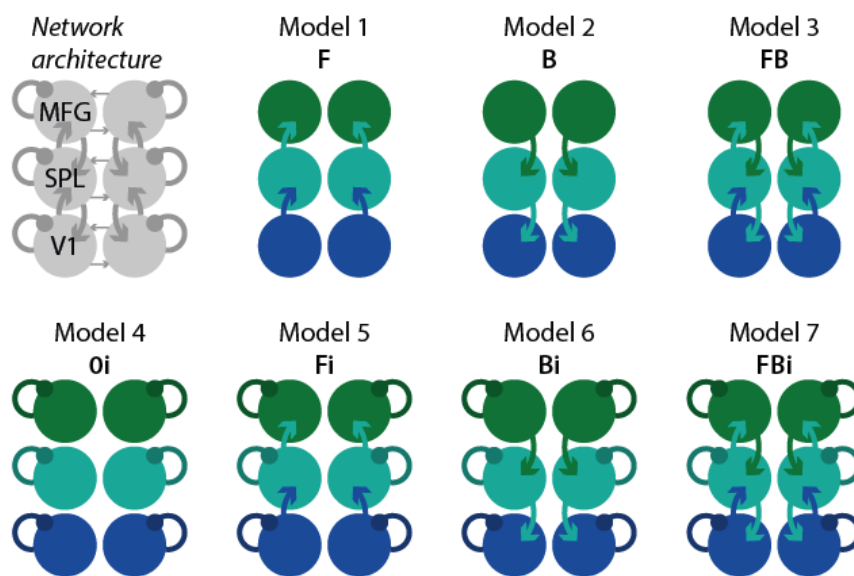 Network
architecture
MFG
SPL
V1
Model 1
F
Model 2
B
Model 3
FB
Model 4
0i
Model 5
Fi
Model 6
Bi
Model 7
FBi